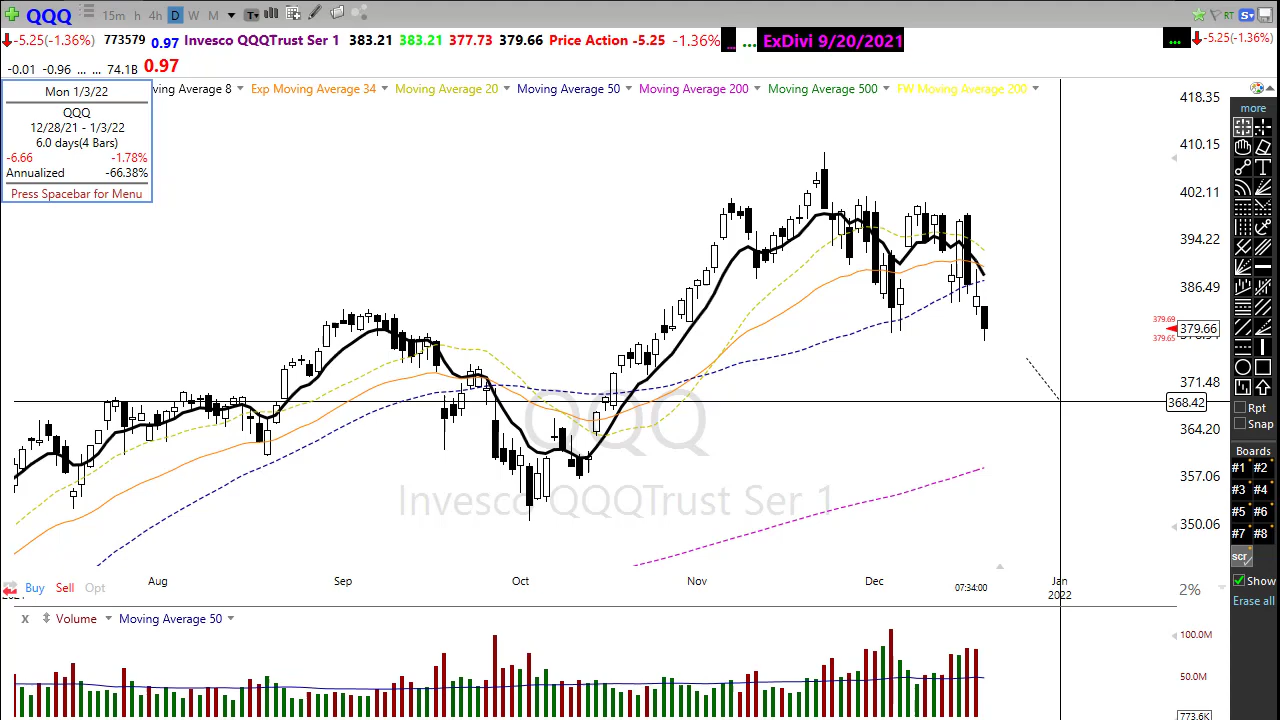 QQQ 15m h 4h D W M T S
-5.25(-1.36%) 773579 0.97 Invesco QQQTrust Ser 1 383.21 383.21 377.73 379.66 Price Action -5.25 -1.36% ... ... ExDivi 9/20/2021 ... -5.25(-1.36%)
-0.01 -0.96 ... ... 74.1B 0.97
RT
Mon 1/3/22
QQQ
12/28/21 - 1/3/22
6.0 days(4 Bars)
-6.66 -1.78%
Annualized -66.38%
Press Spacebar for Menu
ving Average 8 Exp Moving Average 34 Moving Average 20 Moving Average 50 Moving Average 200 Moving Average 500 FW Moving Average 200
418.35
410.15
402.11
394.22
386.49
379.69
379.66
379.65
371.48
368.42
364.20
357.06
350.06
QQQ
Invesco QQQTrust Ser 1
Buy Sell Opt
Aug Sep Oct Nov Dec Jan
07:34:00 2022
2%
x Volume Moving Average 50
100.0M
50.0M
773.6K
more
Rpt
Snap
Boards
#1 #2
#3 #4
#5 #6
#7 #8
scr
Show
Erase all